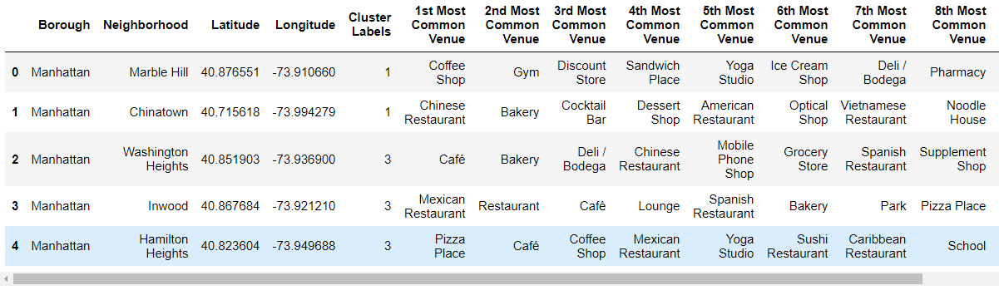 Borough Neighborhood Latitude Longitude Cluster Labels 1st Most Common Venue 2nd Most Common Venue 3rd Most Common Venue 4th Most Common Venue 5th Most Common Venue 6th Most Common Venue 7th Most Common Venue 8th Most Common Venue
0 Manhattan Marble Hill 40.876551 -73.910660 1 Coffee Shop Gym Discount Store Sandwich Place Yoga Studio Ice Cream Shop Deli / Bodega Pharmacy
1 Manhattan Chinatown 40.715618 -73.994279 1 Chinese Restaurant Bakery Cocktail Bar Dessert Shop American Restaurant Optical Shop Vietnamese Restaurant Noodle House
2 Manhattan Washington Heights 40.851903 -73.936900 3 Café Bakery Deli / Bodega Chinese Restaurant Mobile Phone Shop Grocery Store Spanish Restaurant Supplement Shop
3 Manhattan Inwood 40.867684 -73.921210 3 Mexican Restaurant Restaurant Café Lounge Spanish Restaurant Bakery Park Pizza Place
4 Manhattan Hamilton Heights 40.823604 -73.949688 3 Pizza Place Café Coffee Shop Mexican Restaurant Yoga Studio Sushi Restaurant Caribbean Restaurant School